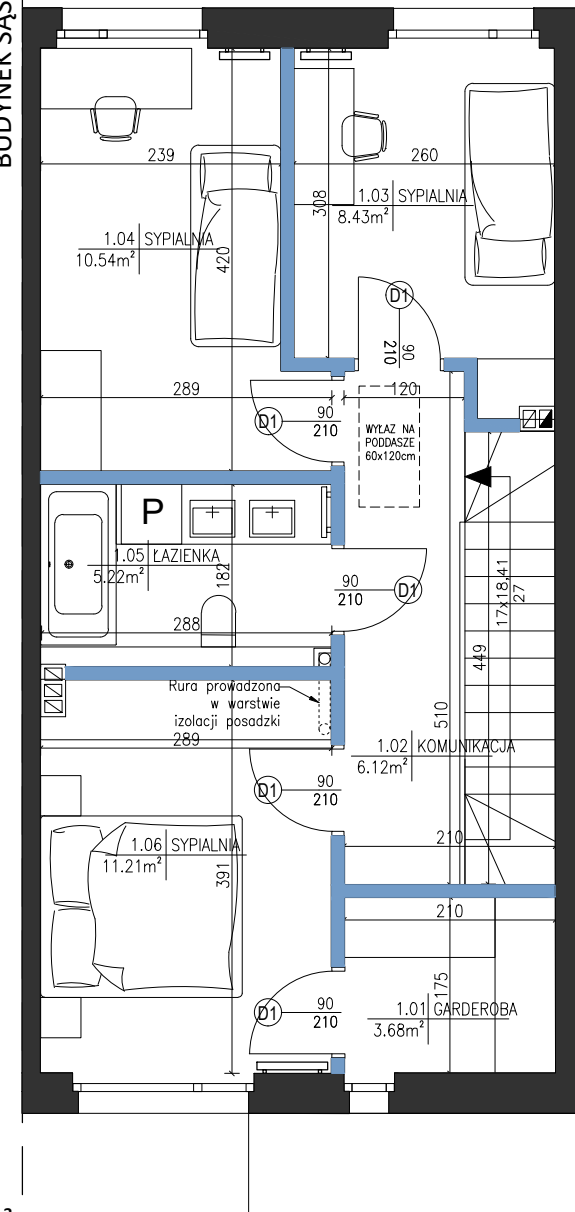 BUDYNEK SĄS
239
260
308
1.03 SYPIALNIA
8.43m²
1.04 SYPIALNIA
10.54m²
420
D1
90
210
289
120
D1
90
210
WYŁAZ NA
PODDASZE
60x120cm
P
1.05 ŁAZIENKA
5.22m²
182
90
210
D1
288
17x18,41
27
449
Rura prowadzona
w warstwie
izolacji posadzki
510
289
1.02 KOMUNIKACJA
6.12m²
D1
90
210
210
1.06 SYPIALNIA
11.21m²
391
210
175
D1
90
210
1.01 GARDEROBA
3.68m²